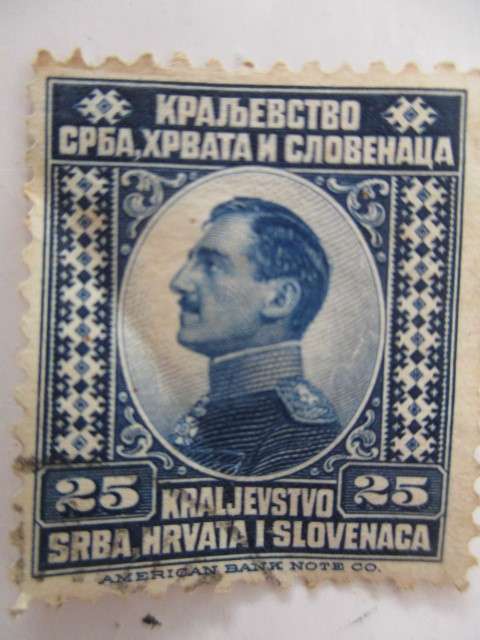 КРАЉЕВСТВО
СРБА, ХРВАТА И СЛОВЕНАЦА
25 KRALJEVSTVO 25
SRBA, HRVATA I SLOVENACA
AMERICAN BANK NOTE CO.